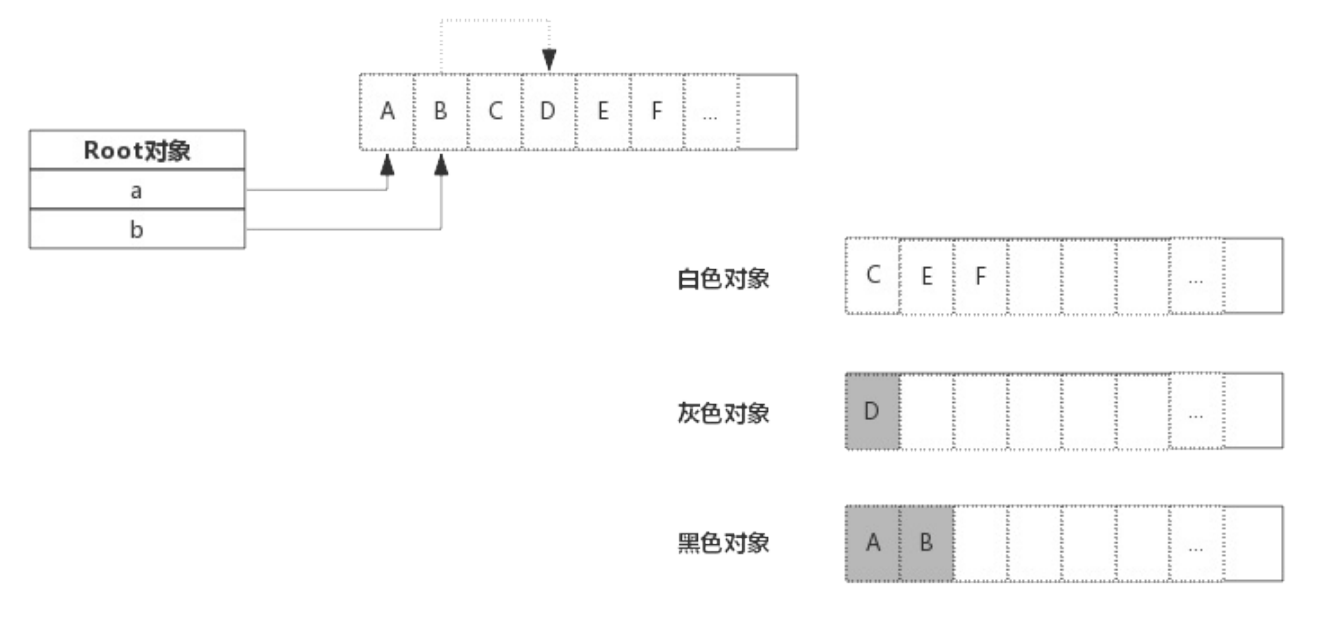 A B C D E F ...
Root对象
a
b
白色对象 C E F ...
灰色对象 D ...
黑色对象 A B ...